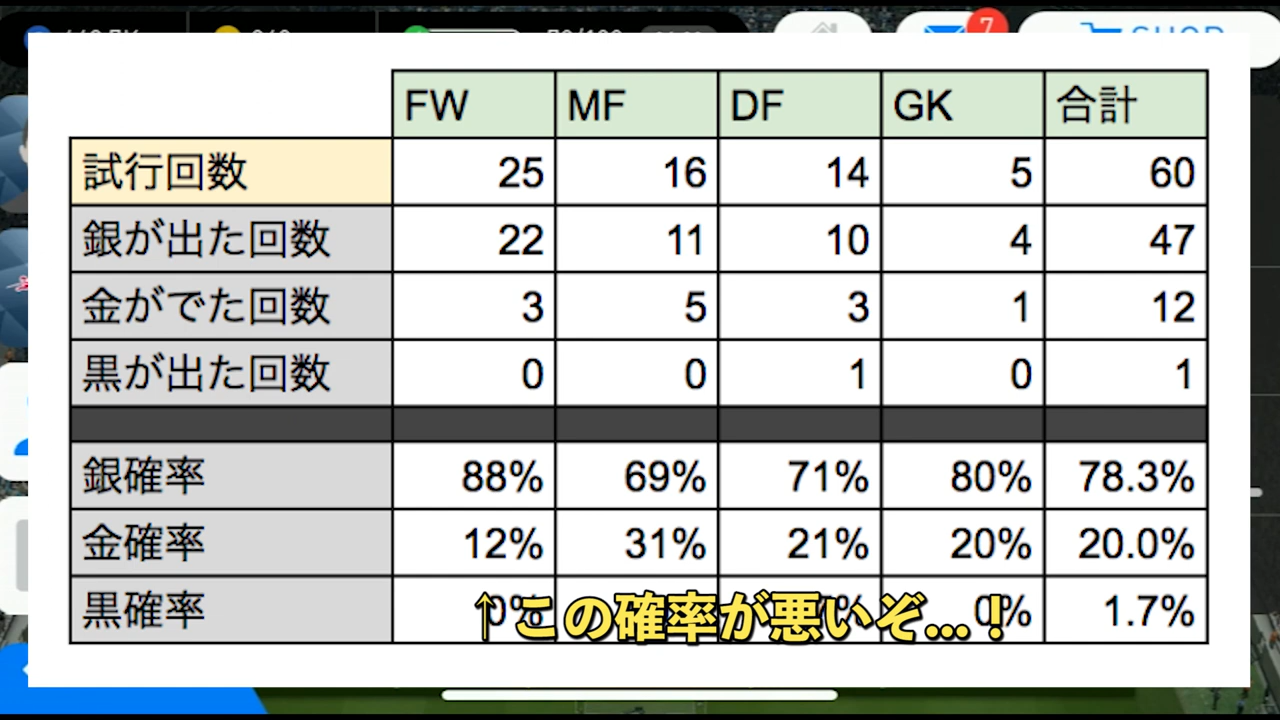 7
FW MF DF GK 合計
試行回数 25 16 14 5 60
銀が出た回数 22 11 10 4 47
金がでた回数 3 5 3 1 12
黒が出た回数 0 0 1 0 1
銀確率 88% 69% 71% 80% 78.3%
金確率 12% 31% 21% 20% 20.0%
黒確率 0% 0% 1.7%
↑この確率が悪いぞ...!